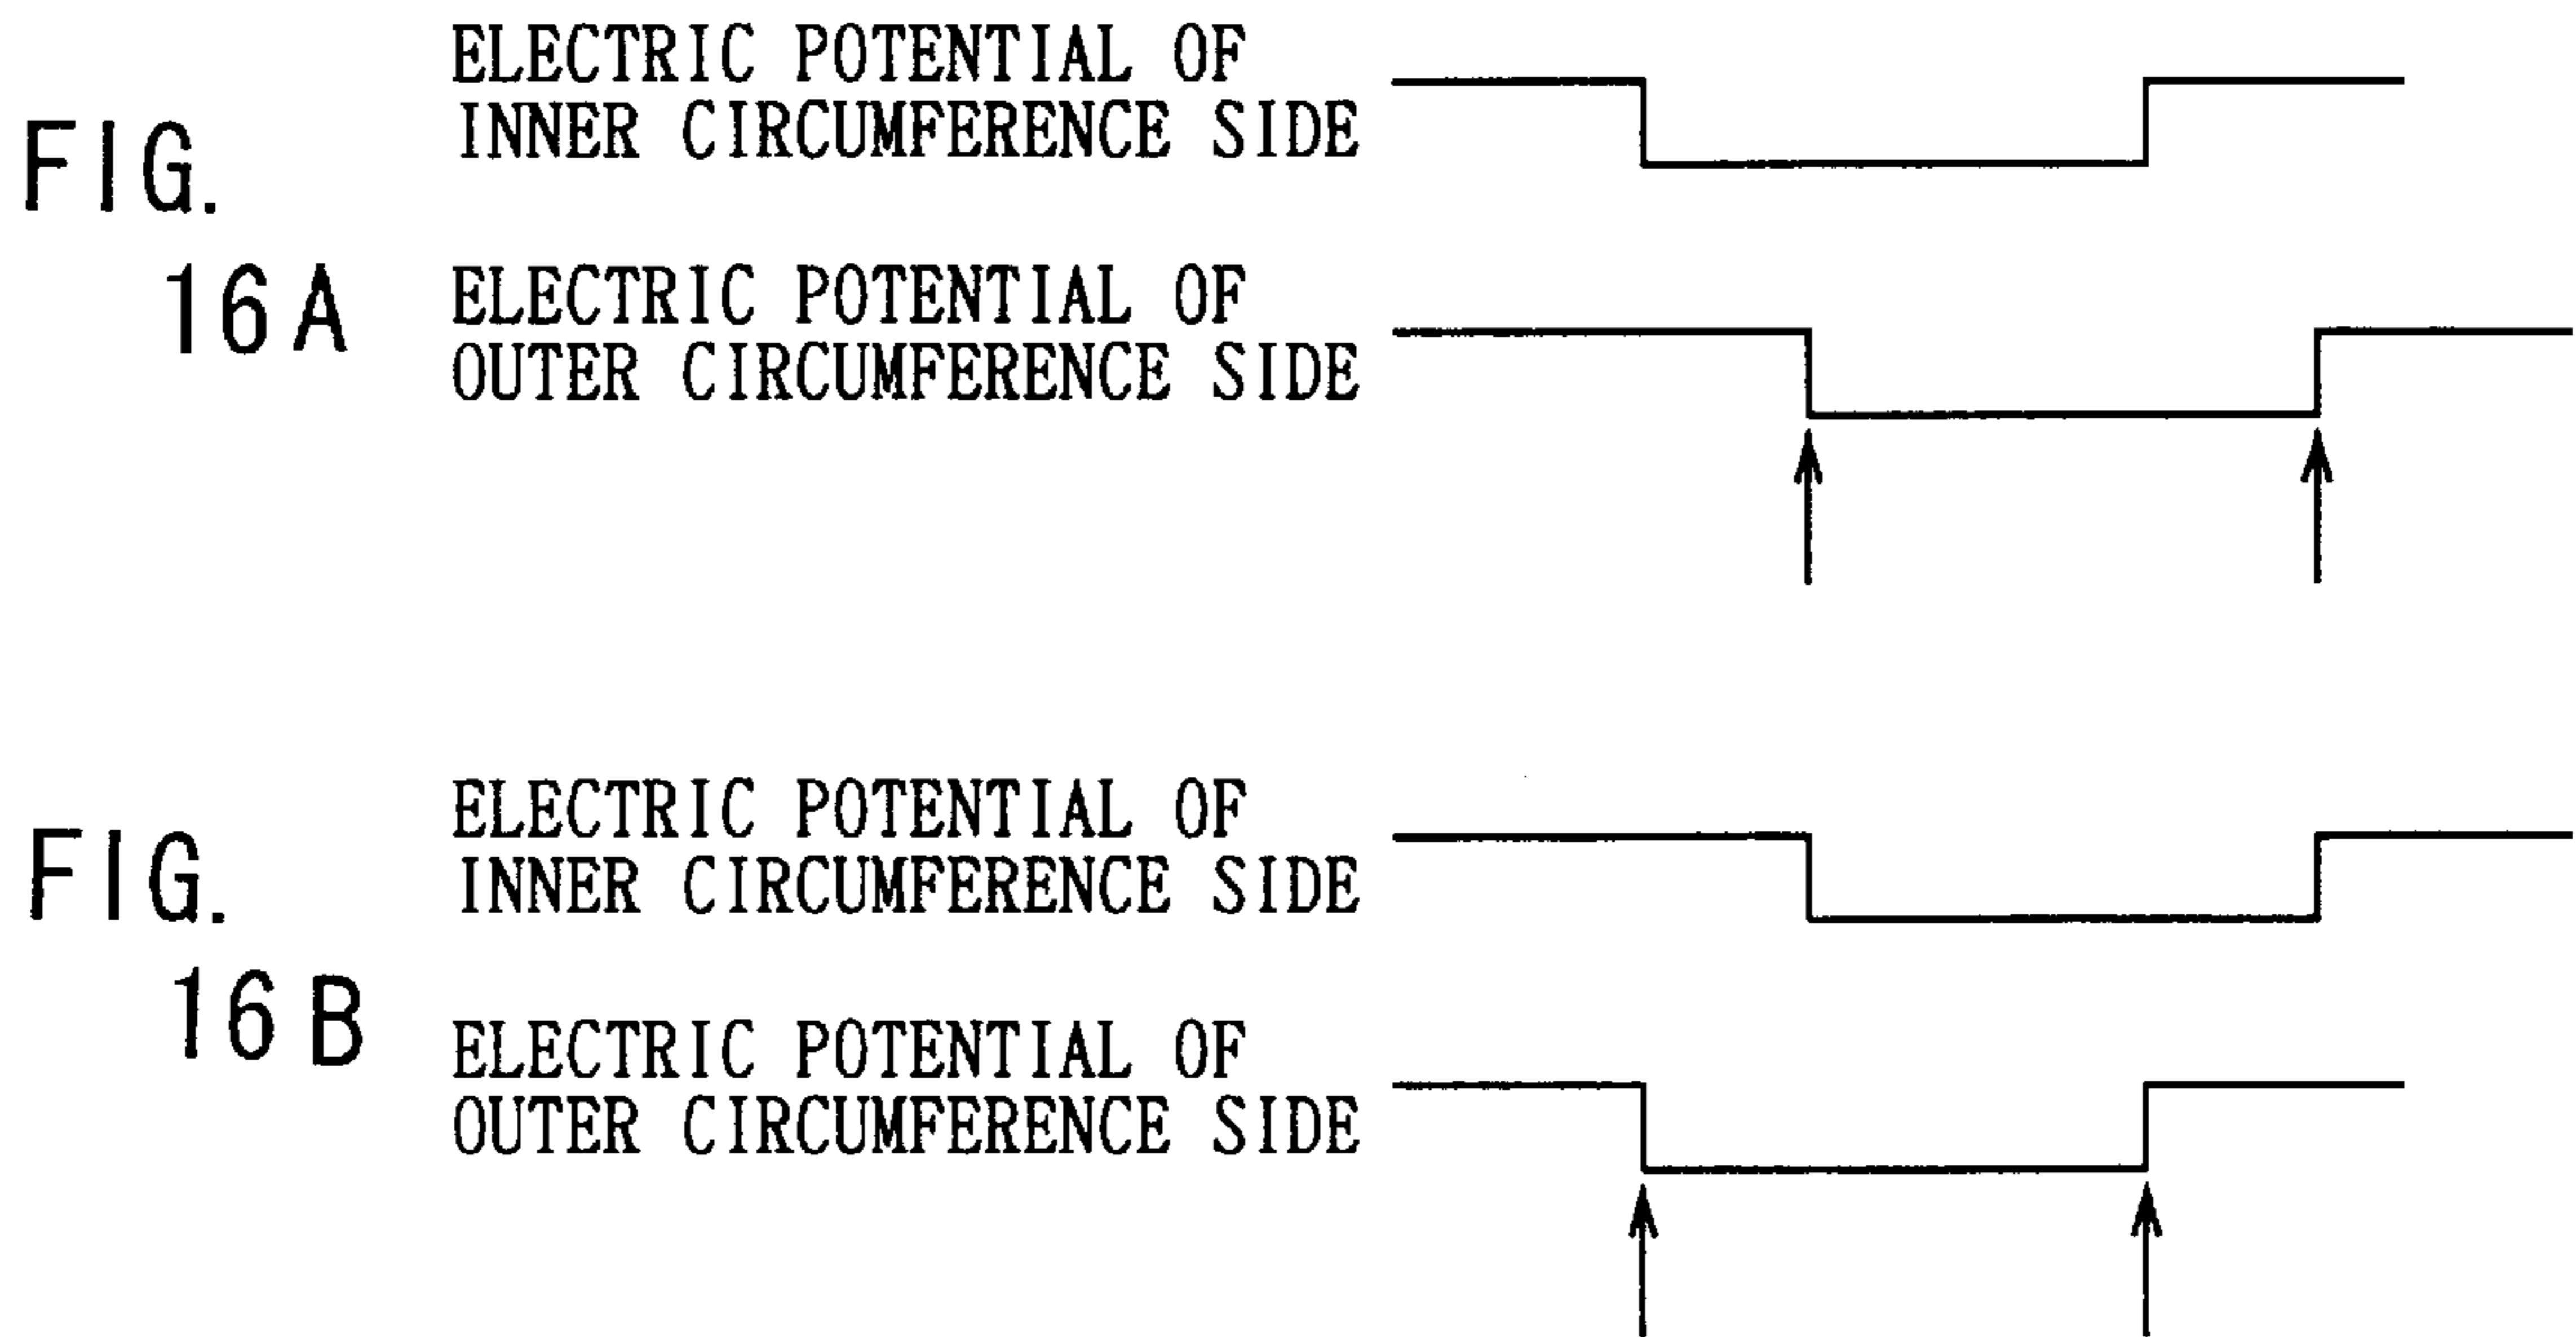 FIG.
16A
ELECTRIC POTENTIAL OF
INNER CIRCUMFERENCE SIDE
ELECTRIC POTENTIAL OF
OUTER CIRCUMFERENCE SIDE
FIG.
16B
ELECTRIC POTENTIAL OF
INNER CIRCUMFERENCE SIDE
ELECTRIC POTENTIAL OF
OUTER CIRCUMFERENCE SIDE